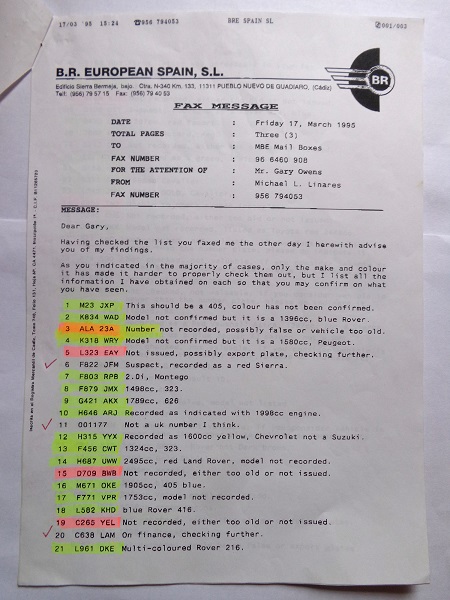 17/03 '95 15:24 ☎956 794053 BRE SPAIN SL 001/003
B.R. EUROPEAN SPAIN, S.L.
Edificio Sierra Bermeja, bajo. Ctra. N-340 Km. 133, 11311 PUEBLO NUEVO DE GUADIARO, (Cádiz)
Telf: (956) 79 57 15 Fax: (956) 79 40 53
BR
FAX MESSAGE
DATE : Friday 17, March 1995
TOTAL PAGES : Three (3)
TO : MBE Mail Boxes
FAX NUMBER : 96 6460 908
FOR THE ATTENTION OF : Mr. Gary Owens
FROM : Michael L. Linares
FAX NUMBER : 956 794053
MESSAGE:
Dear Gary,
Having checked the list you faxed me the other day I herewith advise
you of my findings.
As you indicated in the majority of cases, only the make and colour
it has made it harder to properly check them out, but I list all the
information I have obtained on each so that you may confirm on what
you have seen.
1 M23 JXP This should be a 405, colour has not been confirmed.
2 K834 WAD Model not confirmed but it is a 1396cc, blue Rover.
3 ALA 23A Number not recorded, possibly false or vehicle too old.
4 K318 WRY Model not confirmed but it is a 1580cc, Peugeot.
5 L323 EAY Not issued, possibly export plate, checking further.
6 F822 JFM Suspect, recorded as a red Sierra.
7 F803 RPB 2.0i, Montego
8 F879 JMX 1498cc, 323.
9 G421 AKX 1789cc, 626
10 H646 ARJ Recorded as indicated with 1998cc engine.
11 001177 Not a uk number I think.
12 H315 YYX Recorded as 1600cc yellow, Chevrolet not a Suzuki.
13 F456 CWT 1324cc, 323.
14 H687 UWW 2495cc, red Land Rover, model not recorded.
15 D709 BWB Not recorded, either too old or not issued.
16 M671 OKE 1905cc, 405 blue.
17 F771 VPR 1753cc, model not recorded.
18 L582 KHD blue Rover 416.
19 C265 YEL Not recorded, either too old or not issued.
20 C638 LAM On finance, checking further.
21 L961 DKE Multi-coloured Rover 216.